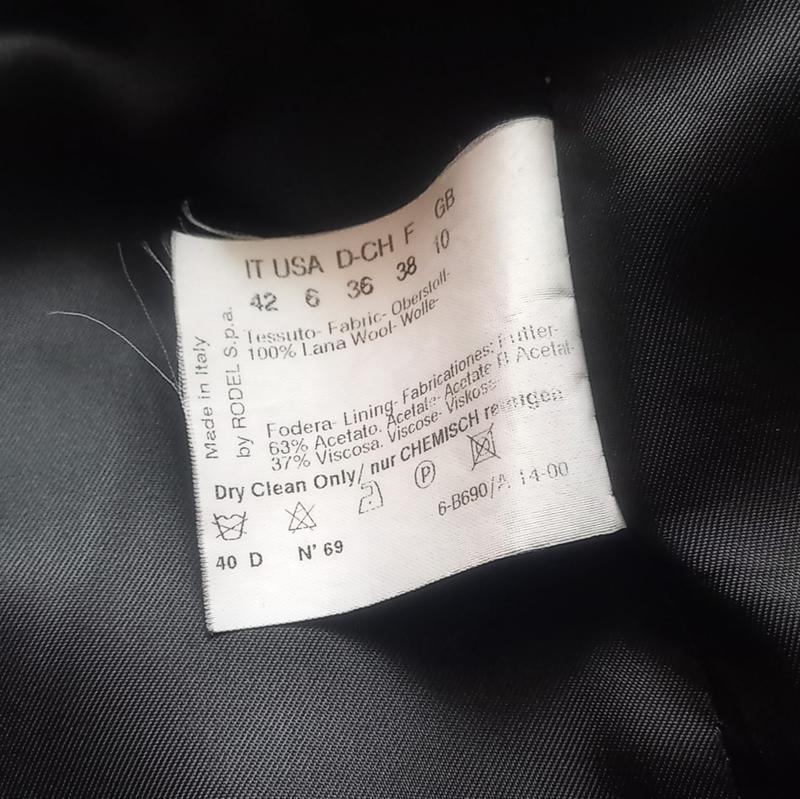 IT USA D-CH F GB
42 6 36 38 10
Tessuto- Fabric- Oberstoll-
100% Lana Wool- Wolle-
Made in Italy
by RODEL S.p.a.
Fodera- Lining- Fabricationes: Futter-
63% Acetato. Acetate- Acetate Acetat-
37% Viscosa. Viscose- Viskose-
Dry Clean Only/ nur CHEMISCH reinigen
P
40 D N° 69
6-B690/A 14-00